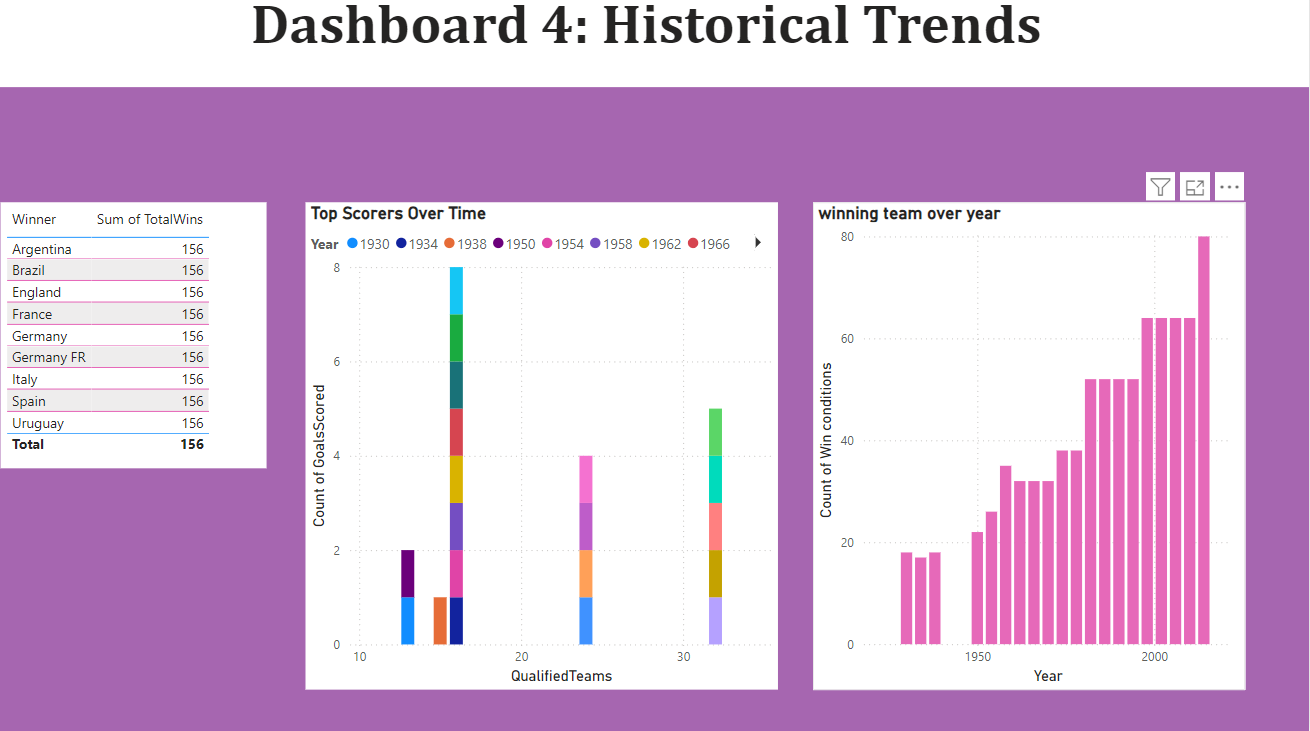 Dashboard 4: Historical Trends
Winner Sum of TotalWins
Argentina 156
Brazil 156
England 156
France 156
Germany 156
Germany FR 156
Italy 156
Spain 156
Uruguay 156
Total 156
Top Scorers Over Time
Year 1930 1934 1938 1950 1954 1958 1962 1966
8
6
4
2
0
10 20 30
Count of GoalsScored
QualifiedTeams
winning team over year
80
60
40
20
0
1950 2000
Count of Win conditions
Year